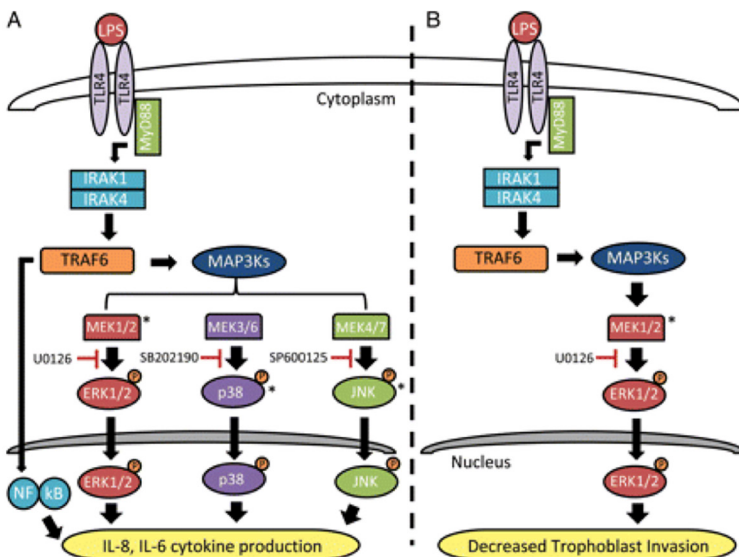 A
LPS
TLR4
TLR4
MyD88
Cytoplasm
IRAK1
IRAK4
TRAF6
MAP3Ks
MEK1/2 *
MEK3/6
MEK4/7
U0126
SB202190
SP600125
P
P
P
ERK1/2
p38 *
JNK *
P
P
P
NF kB
ERK1/2
p38
JNK
IL-8, IL-6 cytokine production
B
LPS
TLR4
TLR4
MyD88
IRAK1
IRAK4
TRAF6
MAP3Ks
MEK1/2 *
U0126
P
ERK1/2
Nucleus
P
ERK1/2
Decreased Trophoblast Invasion